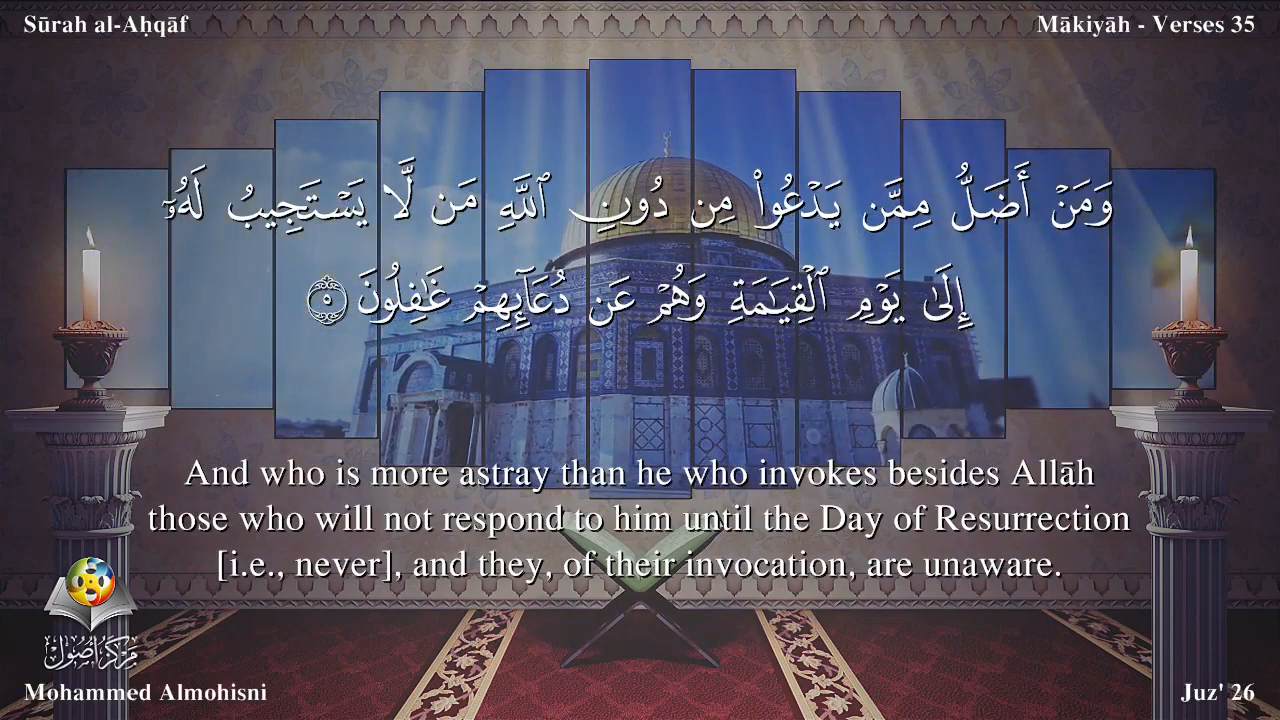 Sūrah al-Aḥqāf
Mākiyāh - Verses 35
وَمَنْ أَضَلُّ مِمَّن يَدْعُوا۟ مِن دُونِ ٱللَّهِ مَن لَّا يَسْتَجِيبُ لَهُۥٓ
إِلَىٰ يَوْمِ ٱلْقِيَـٰمَةِ وَهُمْ عَن دُعَآئِهِمْ غَـٰفِلُونَ ٥
And who is more astray than he who invokes besides Allāh
those who will not respond to him until the Day of Resurrection
[i.e., never], and they, of their invocation, are unaware.
مركز أصول
Mohammed Almohisni
Juz' 26